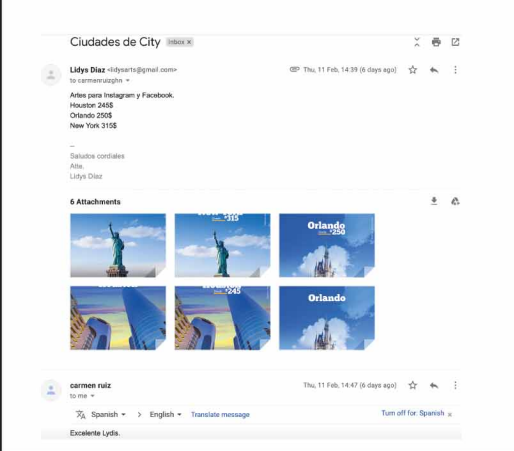 Ciudades de City Inbox x
Lidys Diaz <lidysarts@gmail.com> Thu, 11 Feb, 14:39 (6 days ago)
to carmenruizghn
Artes para Instagram y Facebook.
Houston 245$
Orlando 250$
New York 315$
--
Saludos cordiales
Atte.
Lidys Díaz
6 Attachments
$315
Orlando
$250
Houston
$245
Orlando
carmen ruiz Thu, 11 Feb, 14:47 (6 days ago)
to me
Spanish > English Translate message Turn off for: Spanish x
Excelente Lydis.